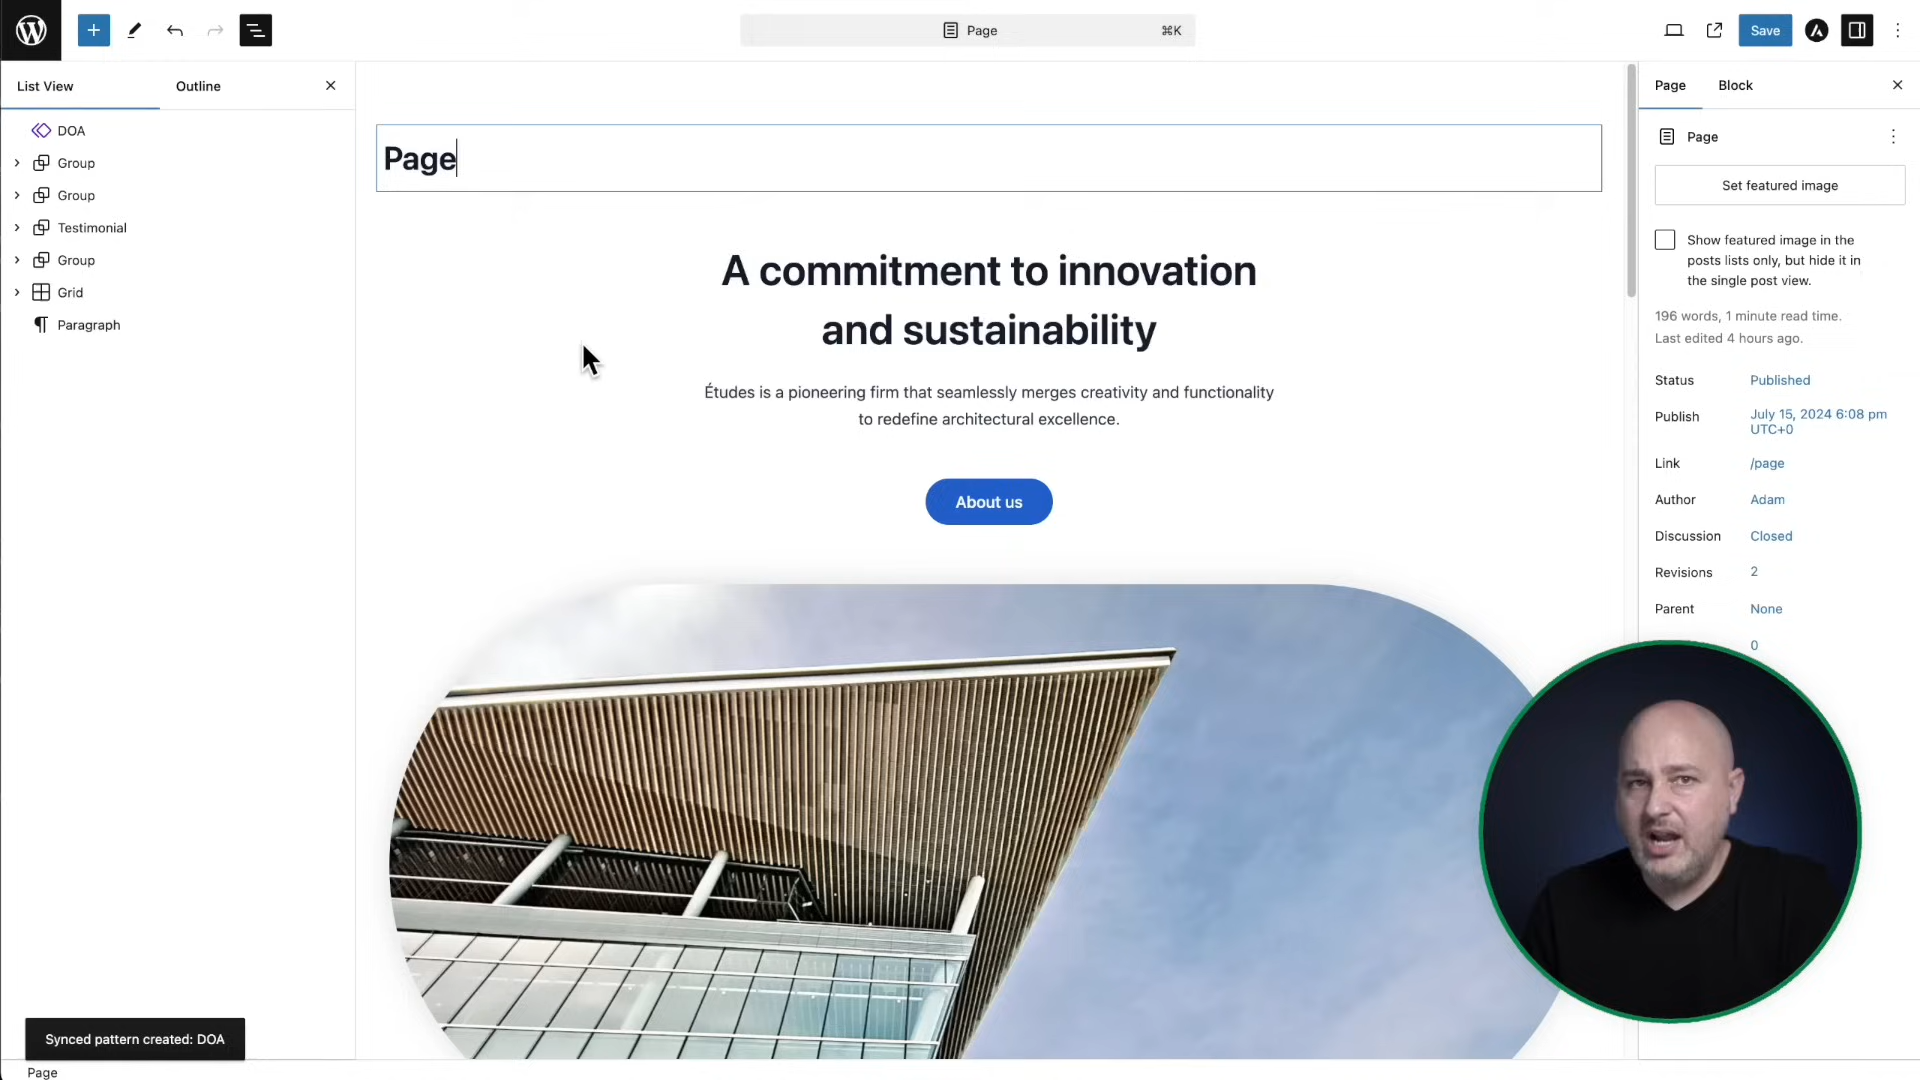 Page
⌘K
Save
List View
Outline
DOA
Group
Group
Testimonial
Group
Grid
Paragraph
Page
A commitment to innovation
and sustainability
Études is a pioneering firm that seamlessly merges creativity and functionality
to redefine architectural excellence.
About us
Page
Block
Page
Set featured image
Show featured image in the
posts lists only, but hide it in
the single post view.
196 words, 1 minute read time.
Last edited 4 hours ago.
Status
Published
Publish
July 15, 2024 6:08 pm
UTC+0
Link
/page
Author
Adam
Discussion
Closed
Revisions
2
Parent
None
0
Synced pattern created: DOA
Page